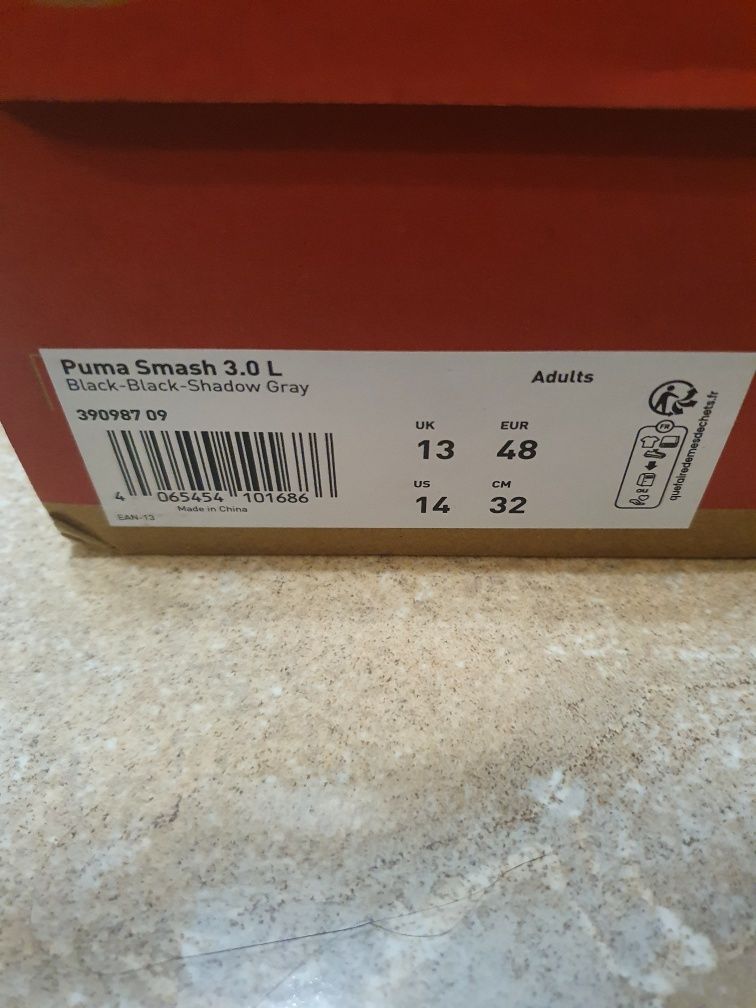 Puma Smash 3.0 L
Black-Black-Shadow Gray
Adults
390987 09
4 065454 101686
Made in China
EAN-13
UK EUR
13 48
US CM
14 32
FR
quefairedemesdechets.fr